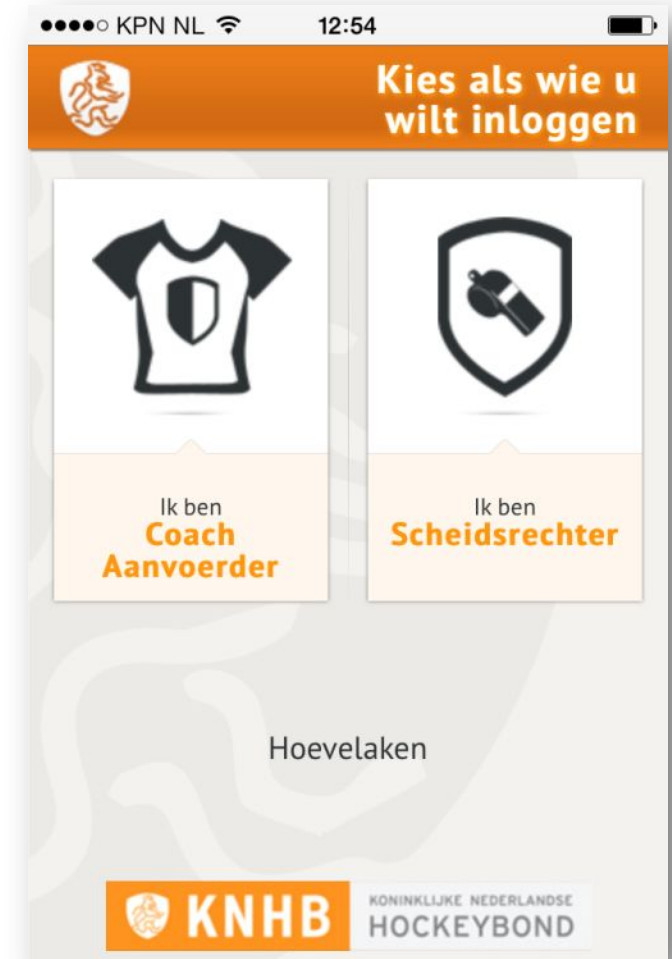 KPN NL 12:54
Kies als wie u
wilt inloggen
Ik ben
Coach
Aanvoerder
Ik ben
Scheidsrechter
Hoevelaken
KNHB
KONINKLIJKE NEDERLANDSE
HOCKEYBOND